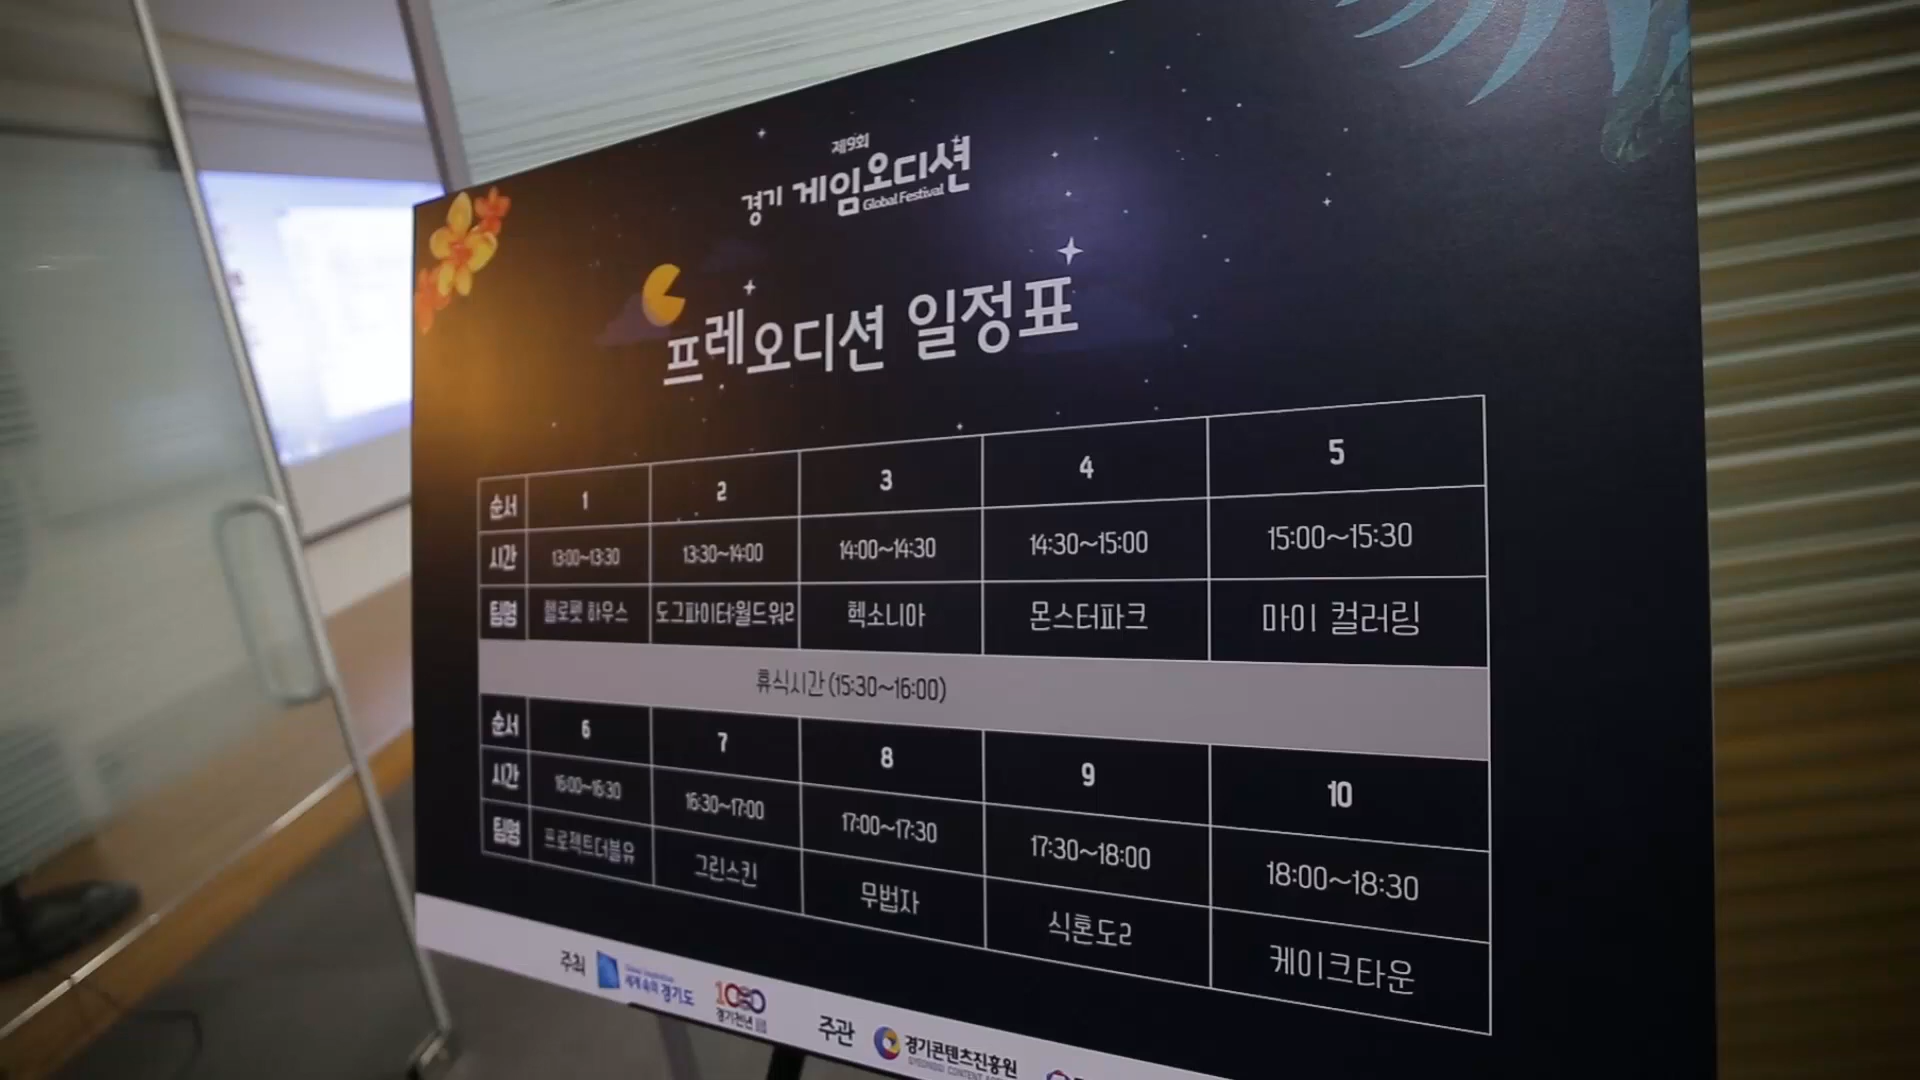 제9회
경기 게임오디션
Global Festival
프레오디션 일정표
순서 1 2 3 4 5
시간 13:00~13:30 13:30~14:00 14:00~14:30 14:30~15:00 15:00~15:30
팀명 헬로펫 하우스 도그파이터:월드워2 헥소니아 몬스터파크 마이 컬러링
휴식시간 (15:30~16:00)
순서 6 7 8 9 10
시간 16:00~16:30 16:30~17:00 17:00~17:30 17:30~18:00 18:00~18:30
팀명 프로젝트더블유 그린스킨 무법자 식혼도2 케이크타운
주최 세계 속의 경기도 경기천년 주관 경기콘텐츠진흥원